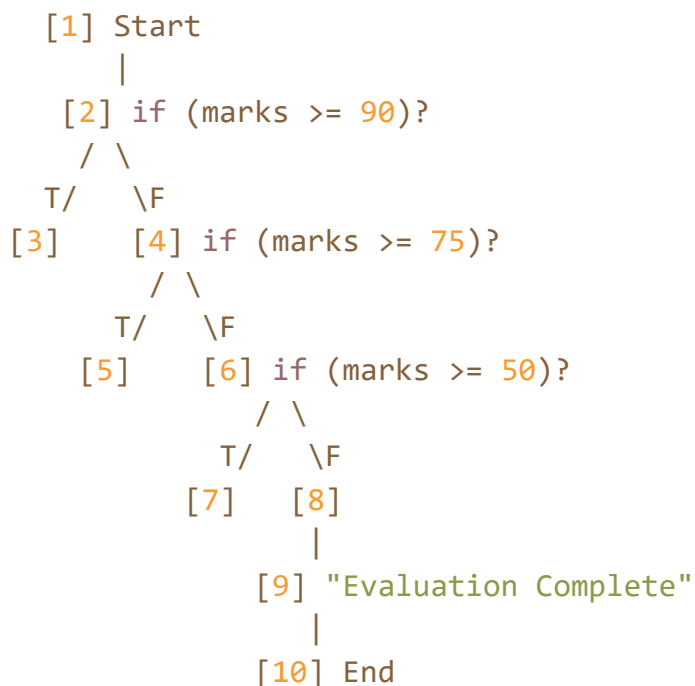 [1] Start
|
[2] if (marks >= 90)?
/ \
T/ \F
[3] [4] if (marks >= 75)?
/ \
T/ \F
[5] [6] if (marks >= 50)?
/ \
T/ \F
[7] [8]
|
[9] "Evaluation Complete"
|
[10] End